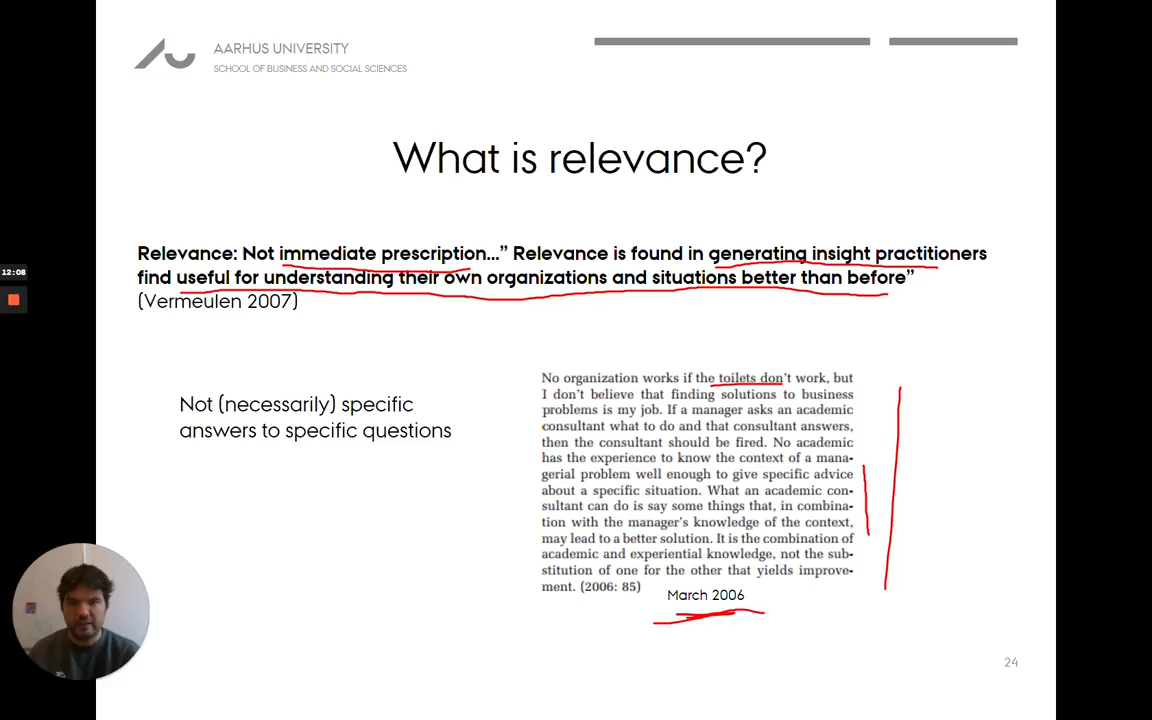 AARHUS UNIVERSITY
SCHOOL OF BUSINESS AND SOCIAL SCIENCES
What is relevance?
Relevance: Not immediate prescription...” Relevance is found in generating insight practitioners
find useful for understanding their own organizations and situations better than before”
(Vermeulen 2007)
12:08
Not (necessarily) specific
answers to specific questions
No organization works if the toilets don't work, but
I don't believe that finding solutions to business
problems is my job. If a manager asks an academic
consultant what to do and that consultant answers,
then the consultant should be fired. No academic
has the experience to know the context of a mana-
gerial problem well enough to give specific advice
about a specific situation. What an academic con-
sultant can do is say some things that, in combina-
tion with the manager's knowledge of the context,
may lead to a better solution. It is the combination of
academic and experiential knowledge, not the sub-
stitution of one for the other that yields improve-
ment. (2006: 85)
March 2006
24